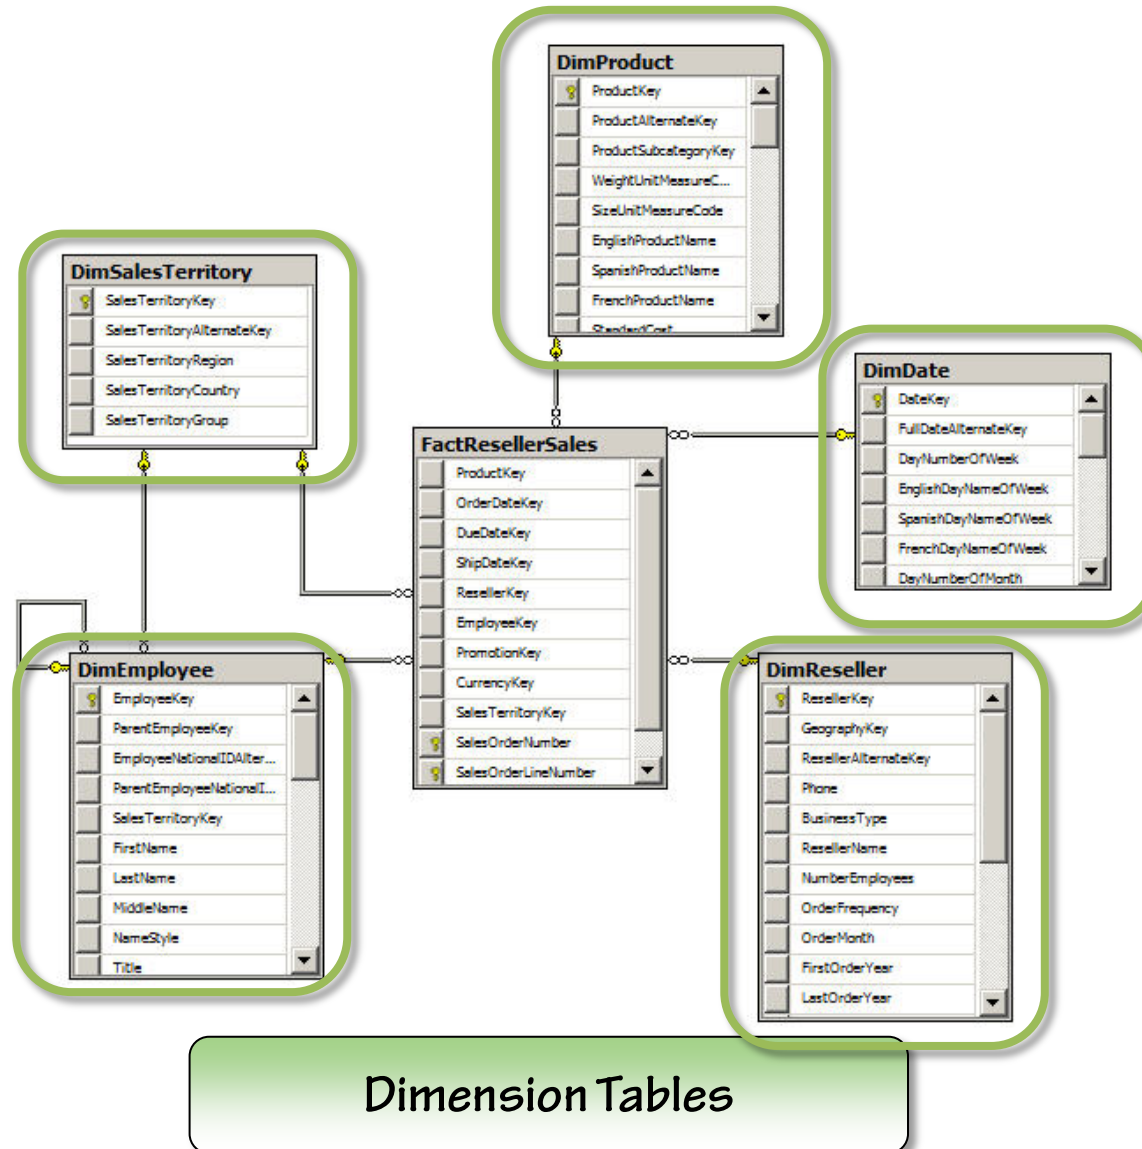 DimProduct
ProductKey
ProductAlternateKey
ProductSubcategoryKey
WeightUnitMeasureC...
SizeUnitMeasureCode
EnglishProductName
SpanishProductName
FrenchProductName
StandardCost
DimSalesTerritory
SalesTerritoryKey
SalesTerritoryAlternateKey
SalesTerritoryRegion
SalesTerritoryCountry
SalesTerritoryGroup
DimDate
DateKey
FullDateAlternateKey
DayNumberOfWeek
EnglishDayNameOfWeek
SpanishDayNameOfWeek
FrenchDayNameOfWeek
DayNumberOfMonth
FactResellerSales
ProductKey
OrderDateKey
DueDateKey
ShipDateKey
ResellerKey
EmployeeKey
PromotionKey
CurrencyKey
SalesTerritoryKey
SalesOrderNumber
SalesOrderLineNumber
DimEmployee
EmployeeKey
ParentEmployeeKey
EmployeeNationalIDAlter...
ParentEmployeeNationalI...
SalesTerritoryKey
FirstName
LastName
MiddleName
NameStyle
Title
DimReseller
ResellerKey
GeographyKey
ResellerAlternateKey
Phone
BusinessType
ResellerName
NumberEmployees
OrderFrequency
OrderMonth
FirstOrderYear
LastOrderYear
Dimension Tables